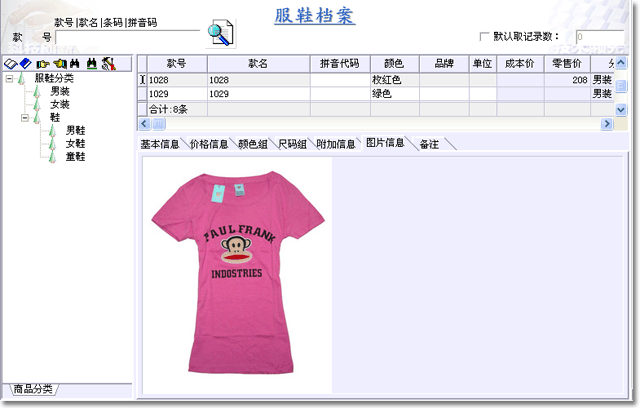 服鞋档案
款号|款名|条码|拼音码
款 号
默认取记录数: 0
服鞋分类
男装
女装
鞋
男鞋
女鞋
童鞋
商品分类
款号 款名 拼音代码 颜色 品牌 单位 成本价 零售价
1028 1028 枚红色 208 男装
1029 1029 绿色 男装
合计:8条
基本信息 价格信息 颜色组 尺码组 附加信息 图片信息 备注
PAUL FRANK
INDOSTRIES